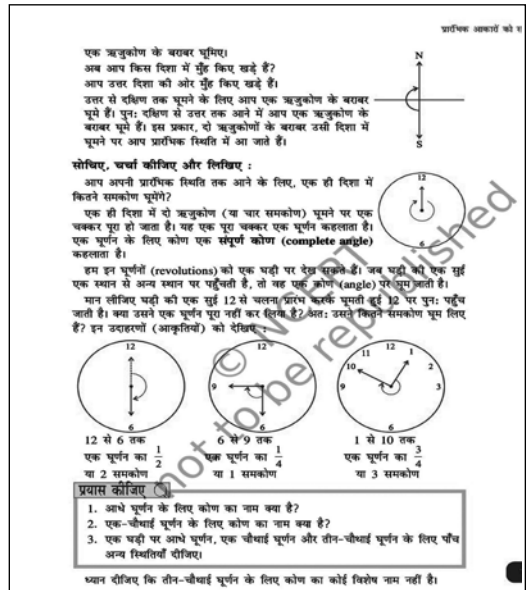 प्रारंभिक आकारों को स
एक ऋजुकोण के बराबर घूमिए।
अब आप किस दिशा में मुँह किए खड़े हैं?
आप उत्तर दिशा की ओर मुँह किए खड़े हैं।
उत्तर से दक्षिण तक घूमने के लिए आप एक ऋजुकोण के बराबर
घूमे हैं। पुन: दक्षिण से उत्तर तक आने में आप एक ऋजुकोण के
बराबर घूमे हैं। इस प्रकार, दो ऋजुकोणों के बराबर उसी दिशा में
घूमने पर आप प्रारंभिक स्थिति में आ जाते हैं।
N
S
सोचिए, चर्चा कीजिए और लिखिए :
आप अपनी प्रारंभिक स्थिति तक आने के लिए, एक ही दिशा में
कितने समकोण घूमेंगे?
एक ही दिशा में दो ऋजुकोण (या चार समकोण) घूमने पर एक
चक्कर पूरा हो जाता है। यह एक पूरा चक्कर एक घूर्णन कहलाता है।
एक घूर्णन के लिए कोण एक संपूर्ण कोण (complete angle)
कहलाता है।
12
6
हम इन घूर्णनों (revolutions) को एक घड़ी पर देख सकते हैं। जब घड़ी की एक सुई
एक स्थान से अन्य स्थान पर पहुँचती है, तो वह एक कोण (angle) पर घूम जाती है।
मान लीजिए घड़ी की एक सुई 12 से चलना प्रारंभ करके घूमती हुई 12 पर पुन: पहुँच
जाती है। क्या उसने एक घूर्णन पूरा नहीं कर लिया है? अत: उसने कितने समकोण घूम लिए
हैं? इन उदाहरणों (आकृतियों) को देखिए :
12
6
12
9
6
12
11
1
10
2
9
3
6
12 से 6 तक
एक घूर्णन का 1/2
या 2 समकोण
6 से 9 तक
एक घूर्णन का 1/4
या 1 समकोण
1 से 10 तक
एक घूर्णन का 3/4
या 3 समकोण
प्रयास कीजिए
1. आधे घूर्णन के लिए कोण का नाम क्या है?
2. एक-चौथाई घूर्णन के लिए कोण का नाम क्या है?
3. एक घड़ी पर आधे घूर्णन, एक चौथाई घूर्णन और तीन-चौथाई घूर्णन के लिए पाँच
अन्य स्थितियाँ दीजिए।
ध्यान दीजिए कि तीन-चौथाई घूर्णन के लिए कोण का कोई विशेष नाम नहीं है।
© NCERT
not to be republished